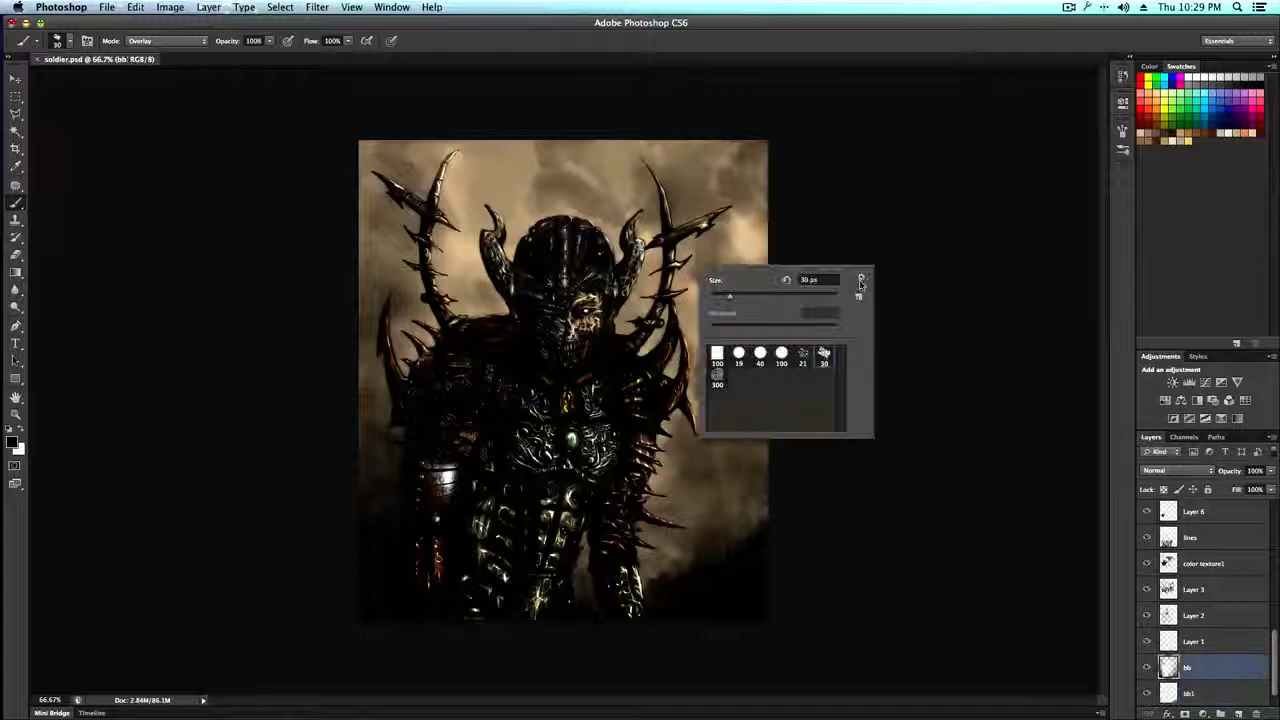 Photoshop File Edit Image Layer Type Select Filter View Window Help
Thu 10:29 PM
Adobe Photoshop CS6
30 Mode: Overlay Opacity: 100% Flow: 100% Essentials
× soldier.psd @ 66.7% (bb, RGB/8)
Color Swatches
Size: 30 px
100 19 40 100 21 30
300
Adjustments Styles
Add an adjustment
Layers Channels Paths
Kind
Normal Opacity: 100%
Lock: Fill: 100%
Layer 6
lines
color texture1
Layer 3
Layer 2
Layer 1
bb
bb1
66.67% Doc: 2.84M/86.1M
Mini Bridge Timeline